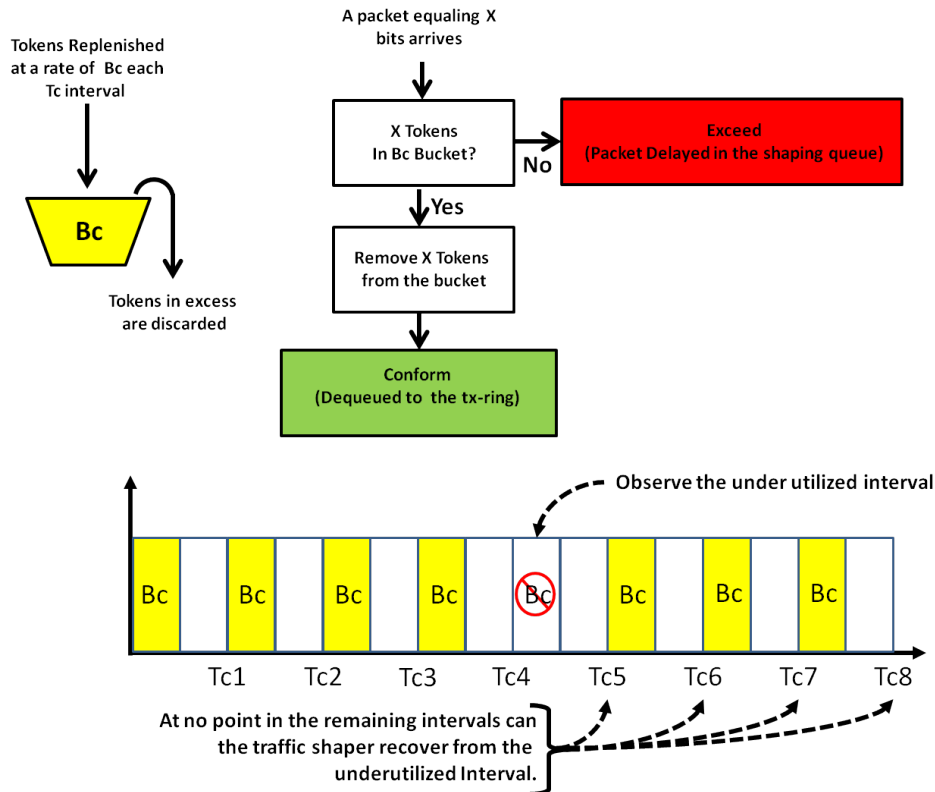 Tokens Replenished
at a rate of Bc each
Tc interval
Bc
Tokens in excess
are discarded
A packet equaling X
bits arrives
X Tokens
In Bc Bucket?
No
Exceed
(Packet Delayed in the shaping queue)
Yes
Remove X Tokens
from the bucket
Conform
(Dequeued to the tx-ring)
Observe the under utilized interval
Bc Bc Bc Bc Bc Bc Bc Bc
Tc1 Tc2 Tc3 Tc4 Tc5 Tc6 Tc7 Tc8
At no point in the remaining intervals can
the traffic shaper recover from the
underutilized Interval.